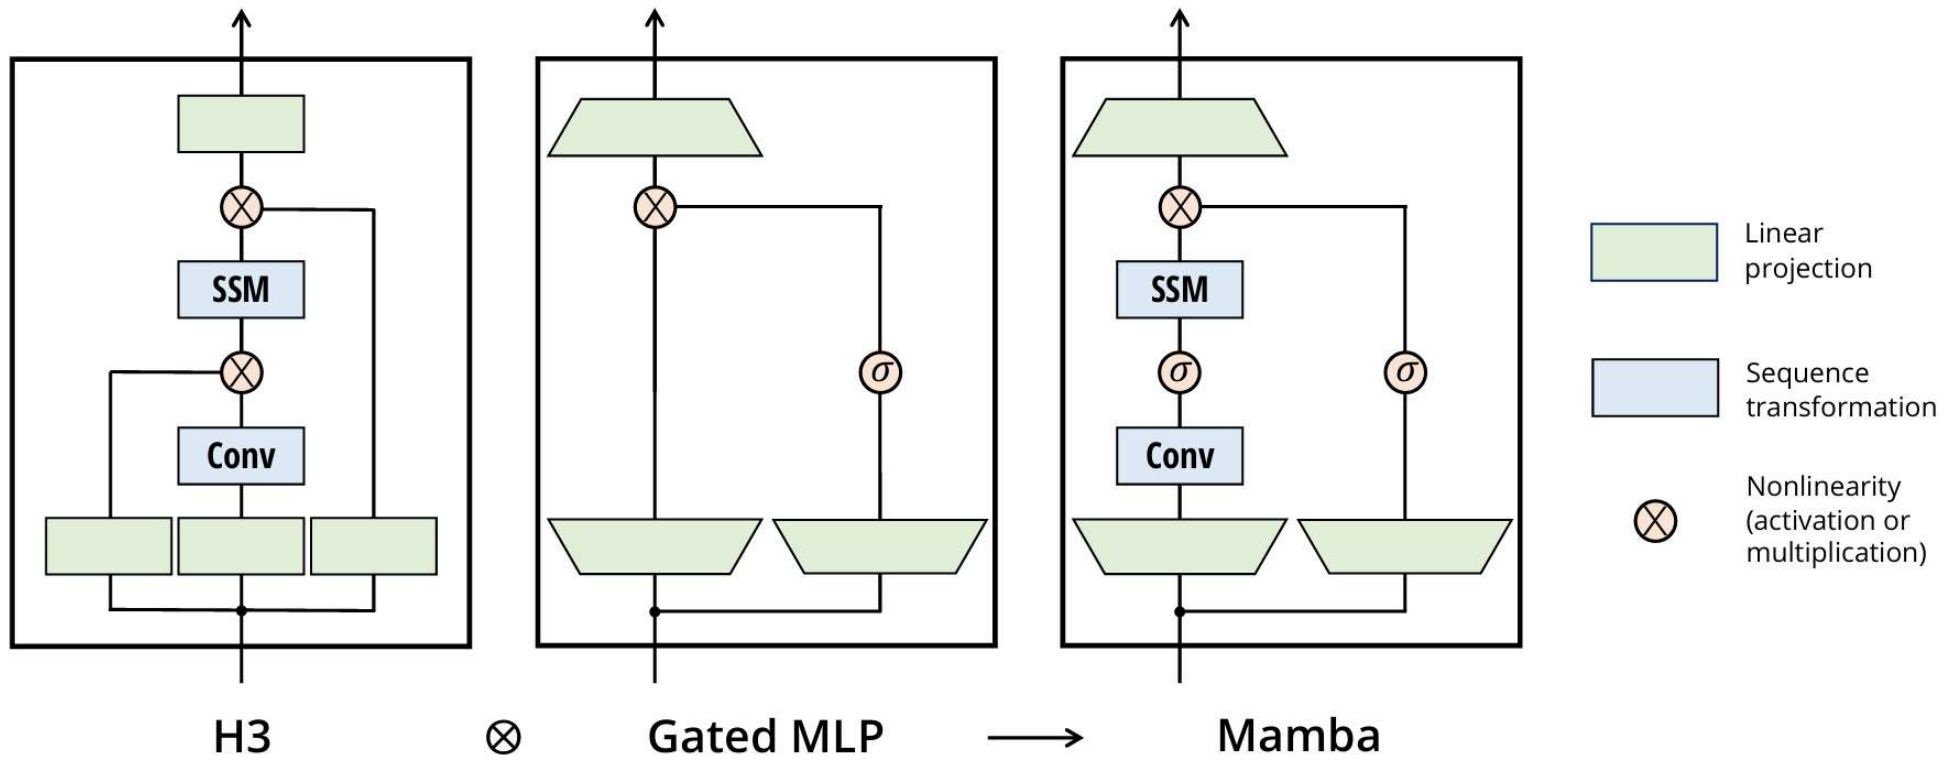 SSM
Conv
σ
SSM
σ
Conv
σ
Linear
projection
Sequence
transformation
Nonlinearity
(activation or
multiplication)
H3 ⊗ Gated MLP ⟶ Mamba